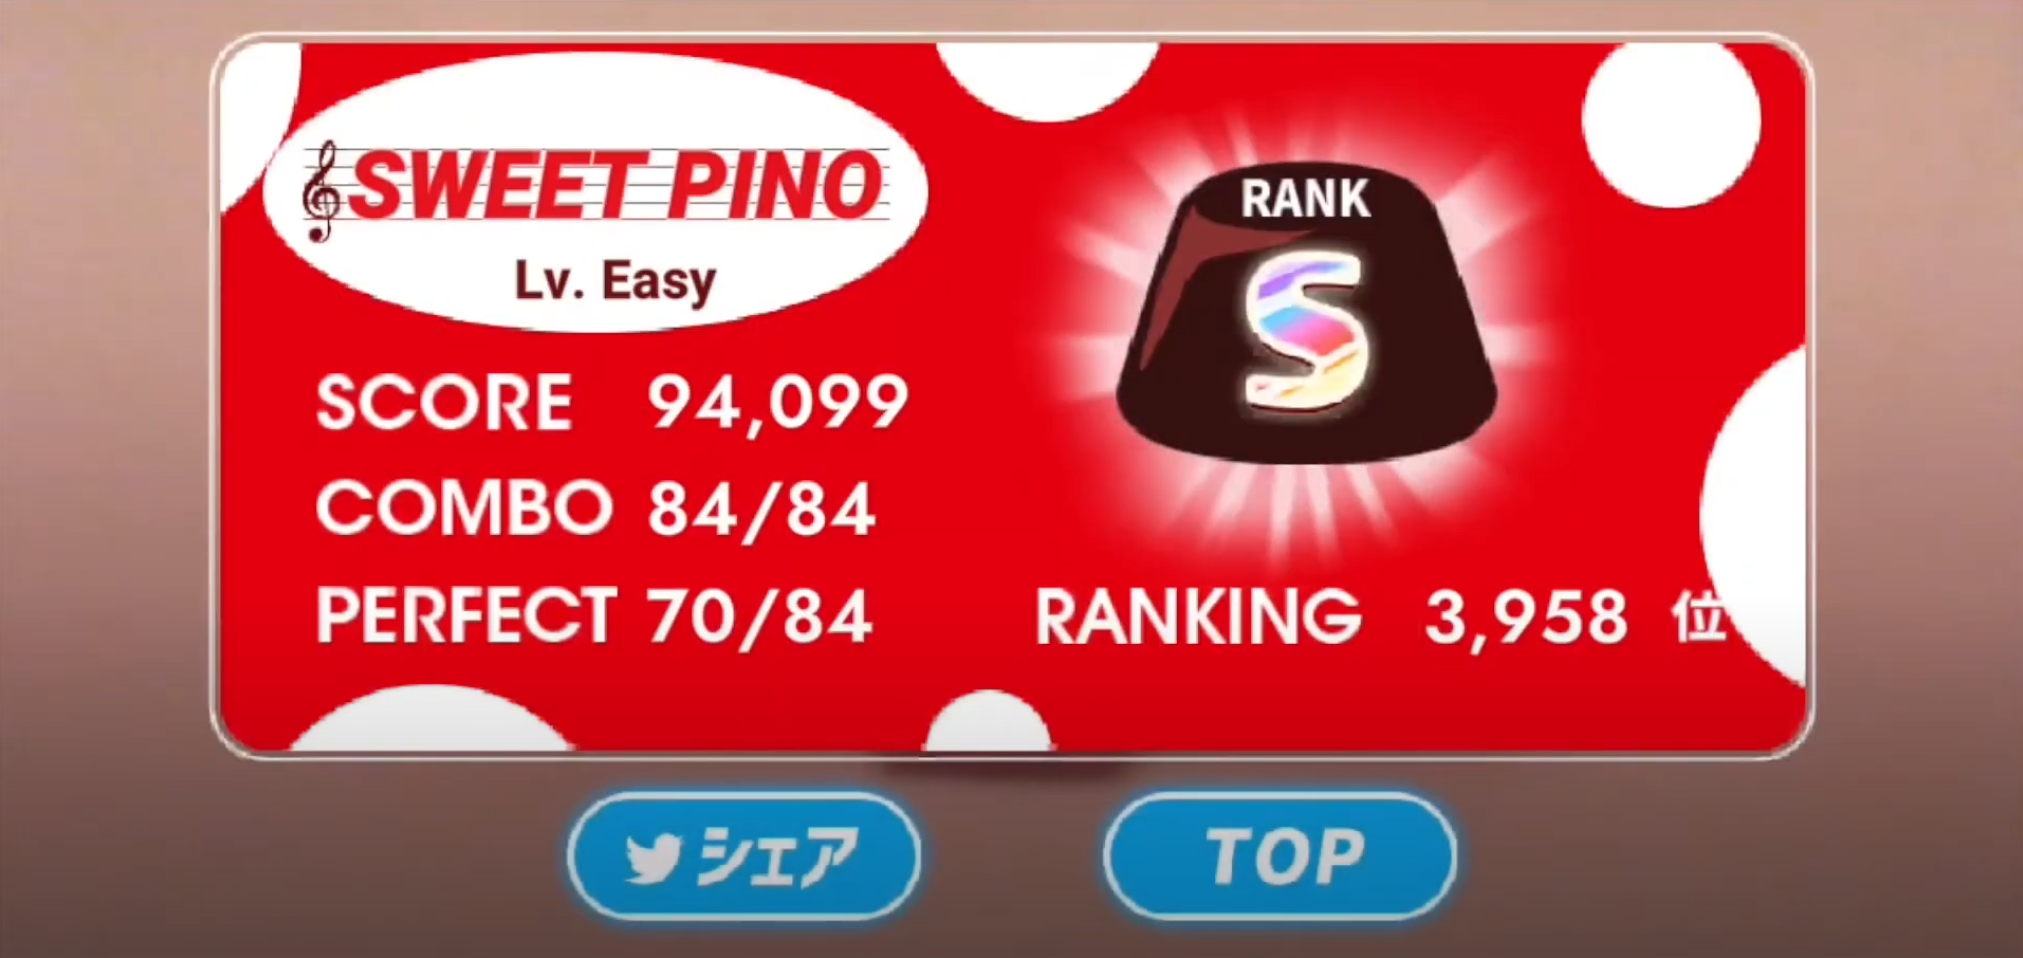 SWEET PINO
Lv. Easy
RANK
S
SCORE 94,099
COMBO 84/84
PERFECT 70/84
RANKING 3,958 位
シェア
TOP